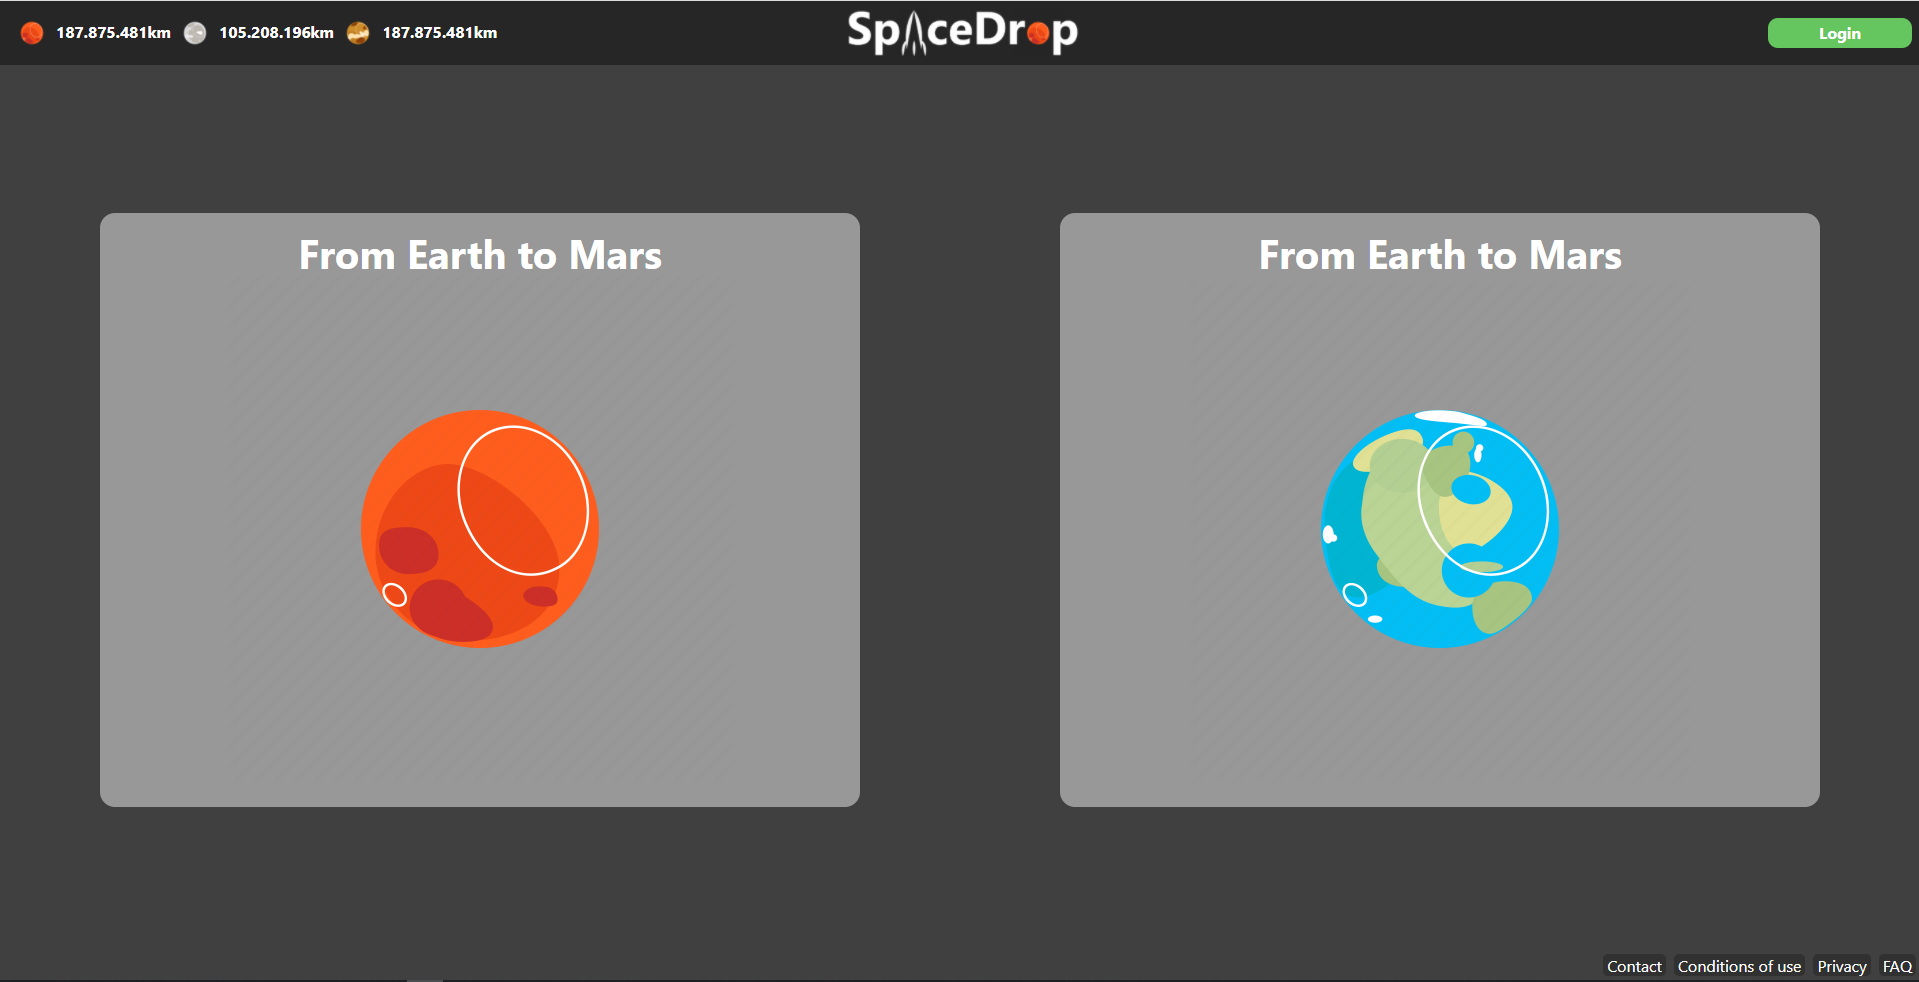 187.875.481km 105.208.196km 187.875.481km
SpaceDrop
Login
From Earth to Mars
From Earth to Mars
Contact Conditions of use Privacy FAQ